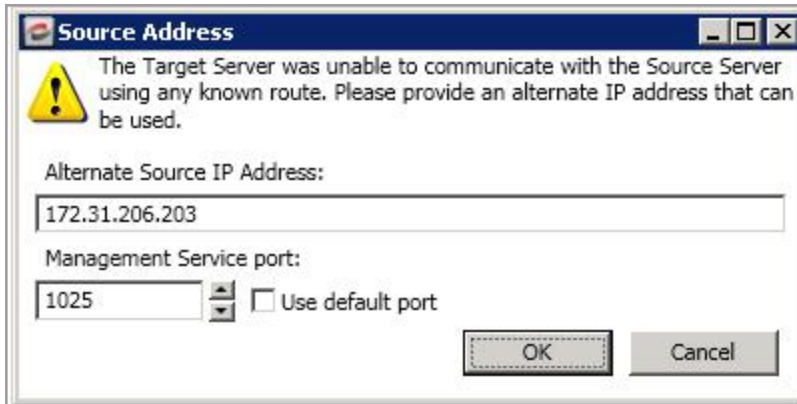 Source Address
The Target Server was unable to communicate with the Source Server
using any known route. Please provide an alternate IP address that can
be used.
Alternate Source IP Address:
172.31.206.203
Management Service port:
1025
Use default port
OK
Cancel